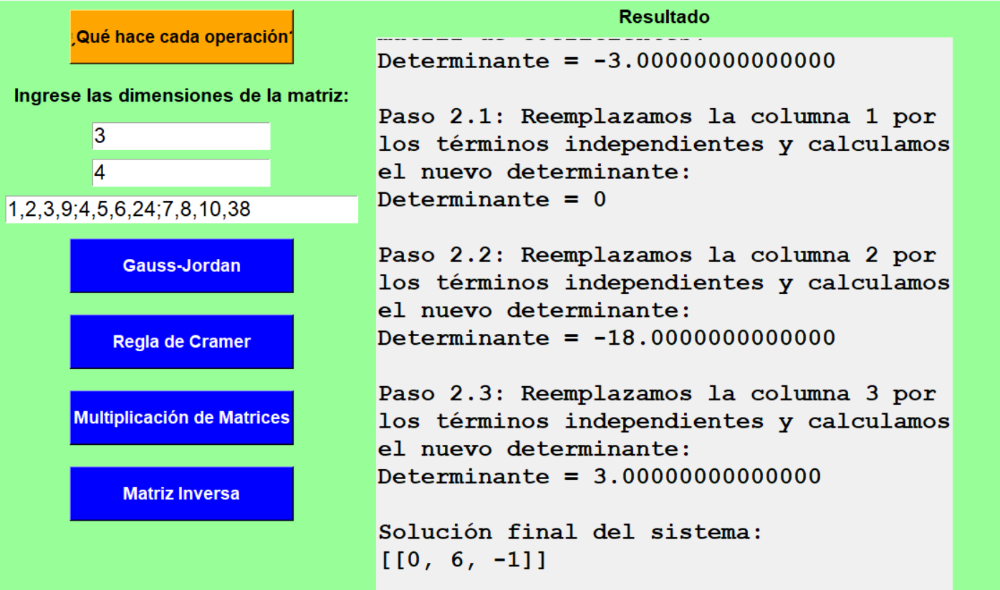 ¿Qué hace cada operación
Ingrese las dimensiones de la matriz:
3
4
1,2,3,9;4,5,6,24;7,8,10,38
Gauss-Jordan
Regla de Cramer
Multiplicación de Matrices
Matriz Inversa
Resultado
Determinante = -3.00000000000000
Paso 2.1: Reemplazamos la columna 1 por
los términos independientes y calculamos
el nuevo determinante:
Determinante = 0
Paso 2.2: Reemplazamos la columna 2 por
los términos independientes y calculamos
el nuevo determinante:
Determinante = -18.0000000000000
Paso 2.3: Reemplazamos la columna 3 por
los términos independientes y calculamos
el nuevo determinante:
Determinante = 3.00000000000000
Solución final del sistema:
[[0, 6, -1]]